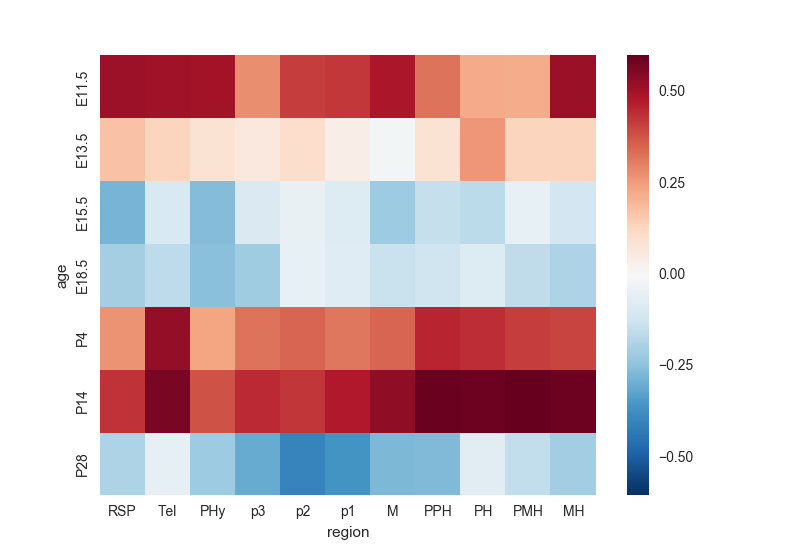 age
E11.5
E13.5
E15.5
E18.5
P4
P14
P28
RSP Tel PHy p3 p2 p1 M PPH PH PMH MH
region
0.50
0.25
0.00
−0.25
−0.50